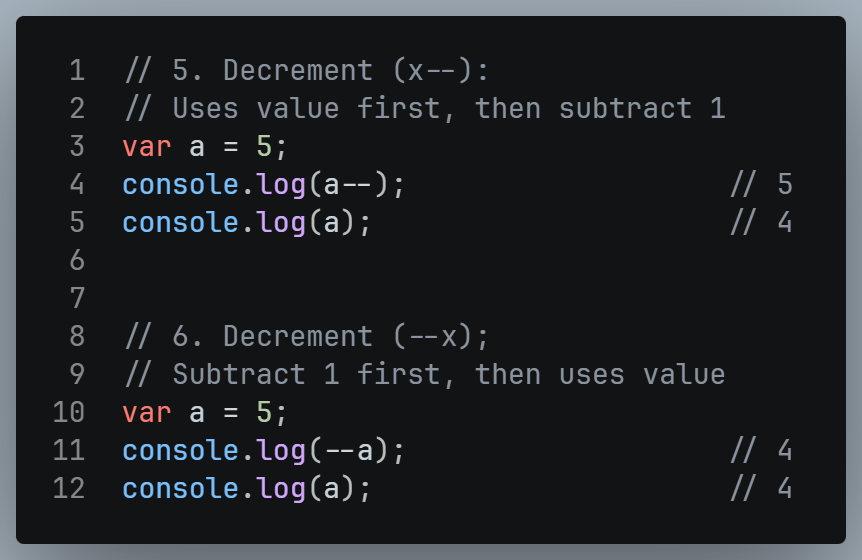 1 // 5. Decrement (x--):
2 // Uses value first, then subtract 1
3 var a = 5;
4 console.log(a--); // 5
5 console.log(a); // 4
6
7
8 // 6. Decrement (--x);
9 // Subtract 1 first, then uses value
10 var a = 5;
11 console.log(--a); // 4
12 console.log(a); // 4